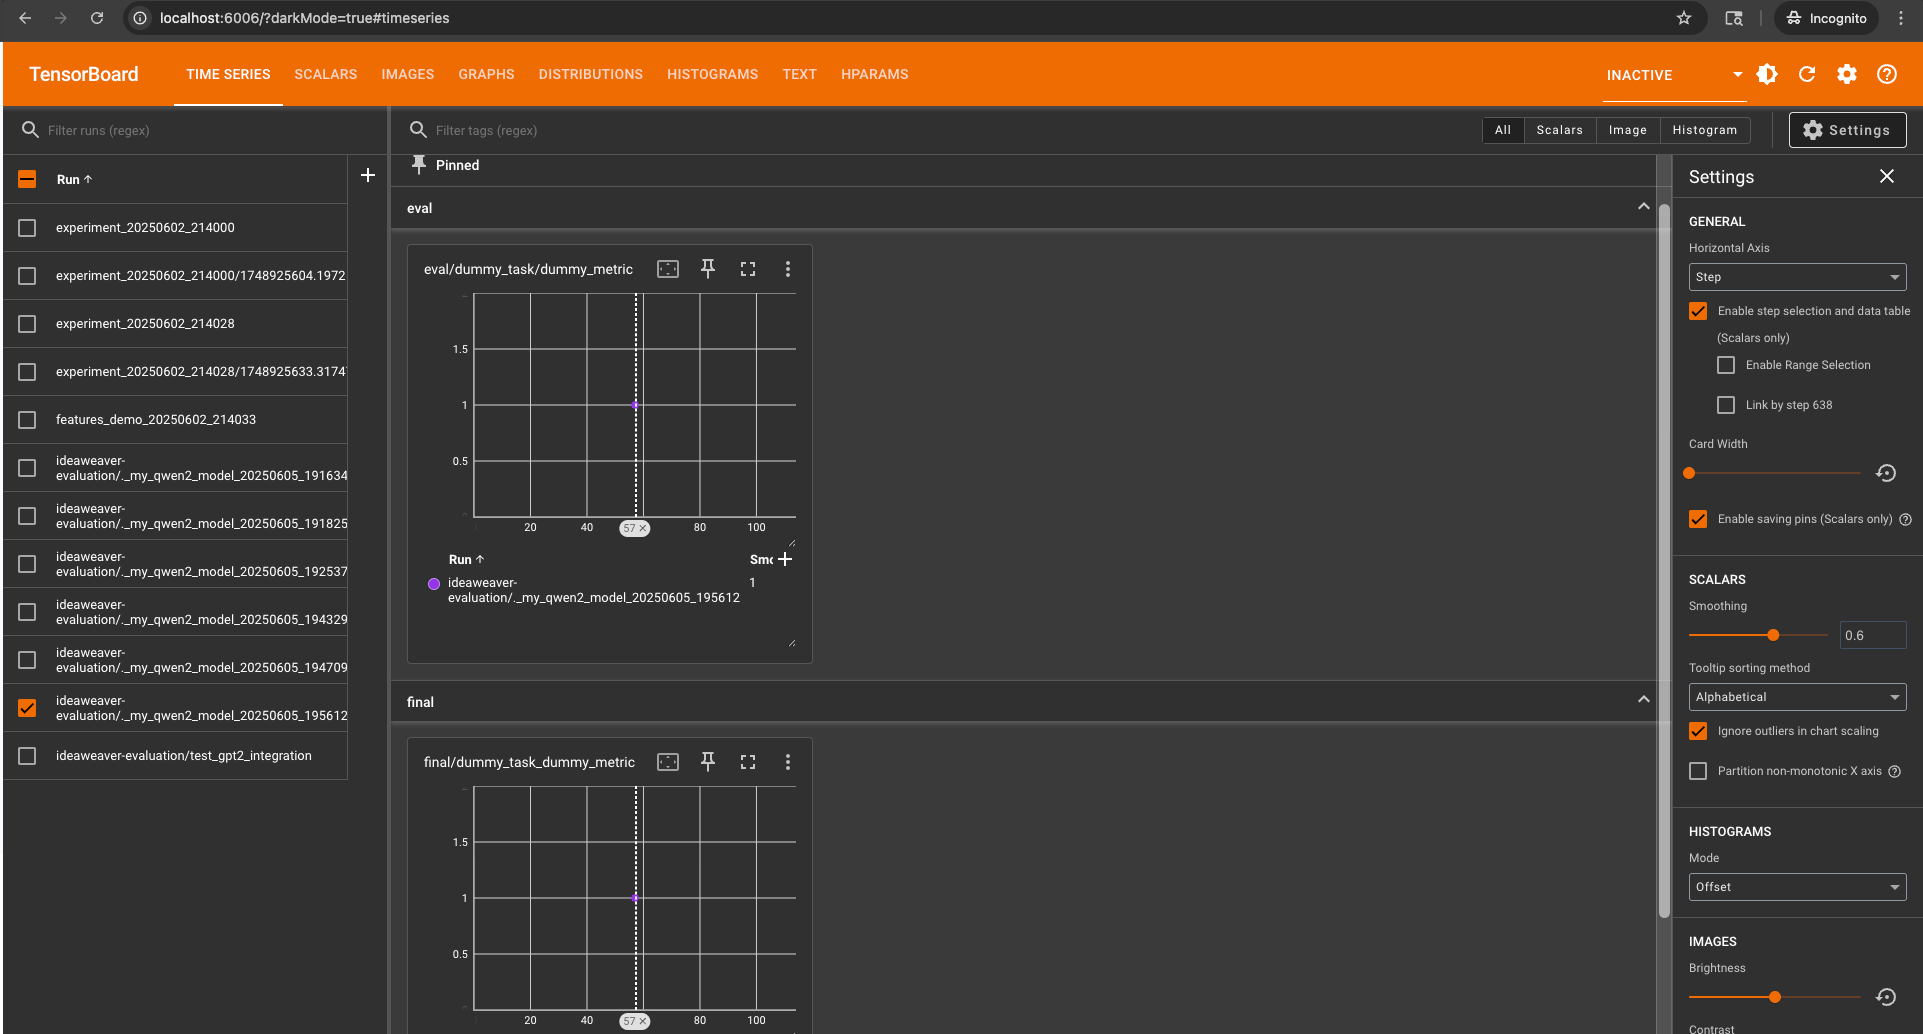 localhost:6006/?darkMode=true#timeseries
Incognito
TensorBoard
TIME SERIES
SCALARS
IMAGES
GRAPHS
DISTRIBUTIONS
HISTOGRAMS
TEXT
HPARAMS
INACTIVE
Filter runs (regex)
Filter tags (regex)
All
Scalars
Image
Histogram
Settings
Run ↑
experiment_20250602_214000
experiment_20250602_214000/1748925604.1972
experiment_20250602_214028
experiment_20250602_214028/1748925633.3174
features_demo_20250602_214033
ideaweaver-
evaluation/._my_qwen2_model_20250605_191634
ideaweaver-
evaluation/._my_qwen2_model_20250605_191825
ideaweaver-
evaluation/._my_qwen2_model_20250605_192537
ideaweaver-
evaluation/._my_qwen2_model_20250605_194329
ideaweaver-
evaluation/._my_qwen2_model_20250605_194709
ideaweaver-
evaluation/._my_qwen2_model_20250605_195612
ideaweaver-evaluation/test_gpt2_integration
Pinned
eval
eval/dummy_task/dummy_metric
1.5
1
0.5
20
40
57 ×
80
100
Run ↑
Smo
ideaweaver-
evaluation/._my_qwen2_model_20250605_195612
1
final
final/dummy_task_dummy_metric
1.5
1
0.5
20
40
57 ×
80
100
Settings
GENERAL
Horizontal Axis
Step
Enable step selection and data table
(Scalars only)
Enable Range Selection
Link by step 638
Card Width
Enable saving pins (Scalars only)
SCALARS
Smoothing
0.6
Tooltip sorting method
Alphabetical
Ignore outliers in chart scaling
Partition non-monotonic X axis
HISTOGRAMS
Mode
Offset
IMAGES
Brightness
Contrast